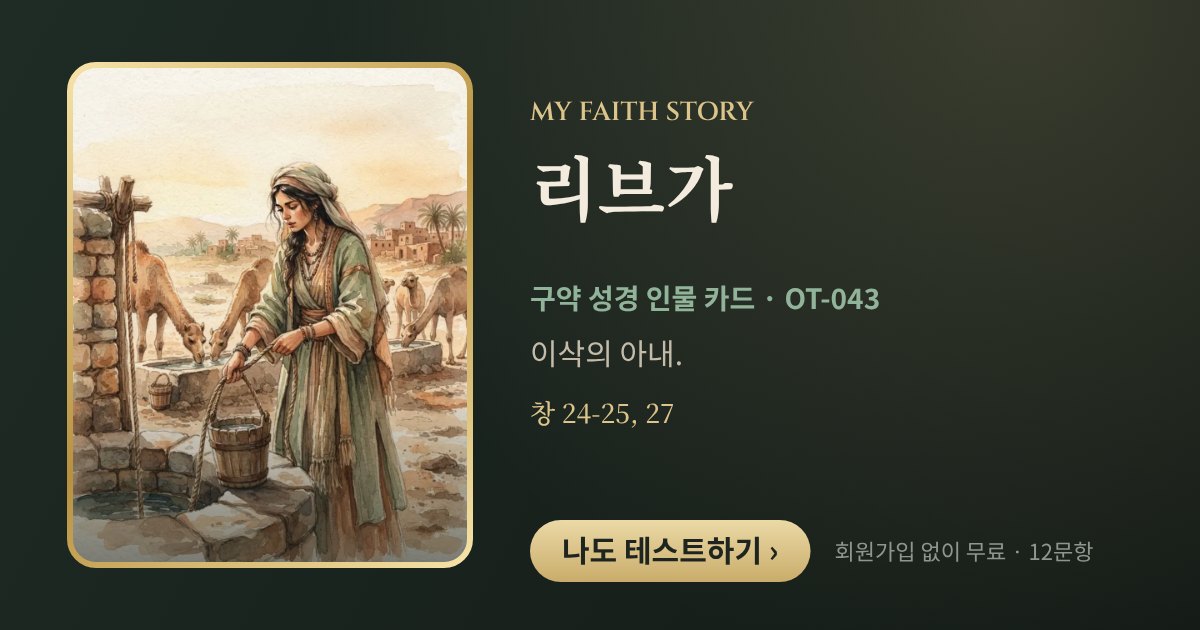 MY FAITH STORY
리브가
구약 성경 인물 카드 · OT-043
이삭의 아내.
창 24-25, 27
나도 테스트하기 ›
회원가입 없이 무료 · 12문항